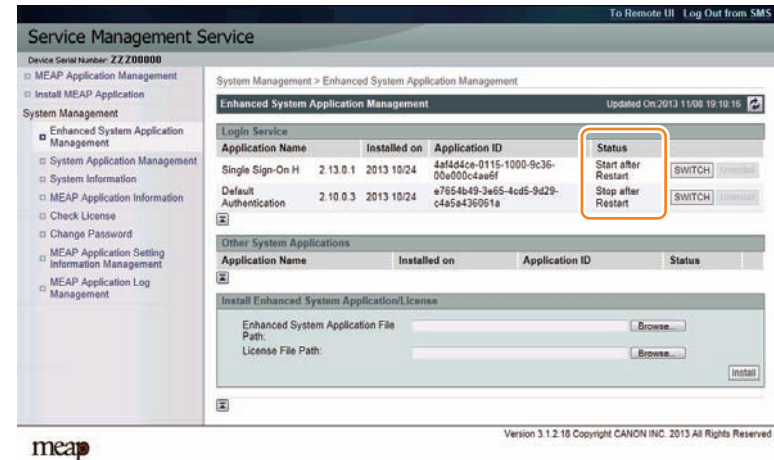 To Remote UI Log Out from SMS
Service Management Service
Device Serial Number: ZZZ00000
MEAP Application Management
Install MEAP Application
System Management
Enhanced System Application
Management
System Application Management
System Information
MEAP Application Information
Check License
Change Password
MEAP Application Setting
Information Management
MEAP Application Log
Management
System Management > Enhanced System Application Management
Enhanced System Application Management Updated On:2013 11/08 19:10:16
Login Service
Application Name Installed on Application ID Status
Single Sign-On H 2.13.0.1 2013 10/24 4af4d4ce-0115-1000-9c36-
00e000c4ae6f Start after
Restart SWITCH Uninstall
Default
Authentication 2.10.0.3 2013 10/24 e7654b49-3e65-4cd5-9d29-
c4a5a436061a Stop after
Restart SWITCH Uninstall
Other System Applications
Application Name Installed on Application ID Status
Install Enhanced System Application/License
Enhanced System Application File
Path: Browse...
License File Path: Browse...
Install
Version 3.1.2.18 Copyright CANON INC. 2013 All Rights Reserved
meap